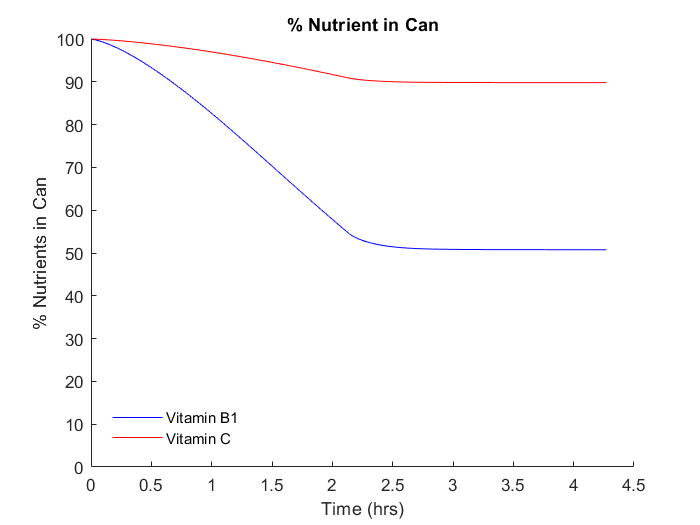 % Nutrient in Can
100
90
80
70
60
50
40
30
20
10
0
% Nutrients in Can
Vitamin B1
Vitamin C
0 0.5 1 1.5 2 2.5 3 3.5 4 4.5
Time (hrs)